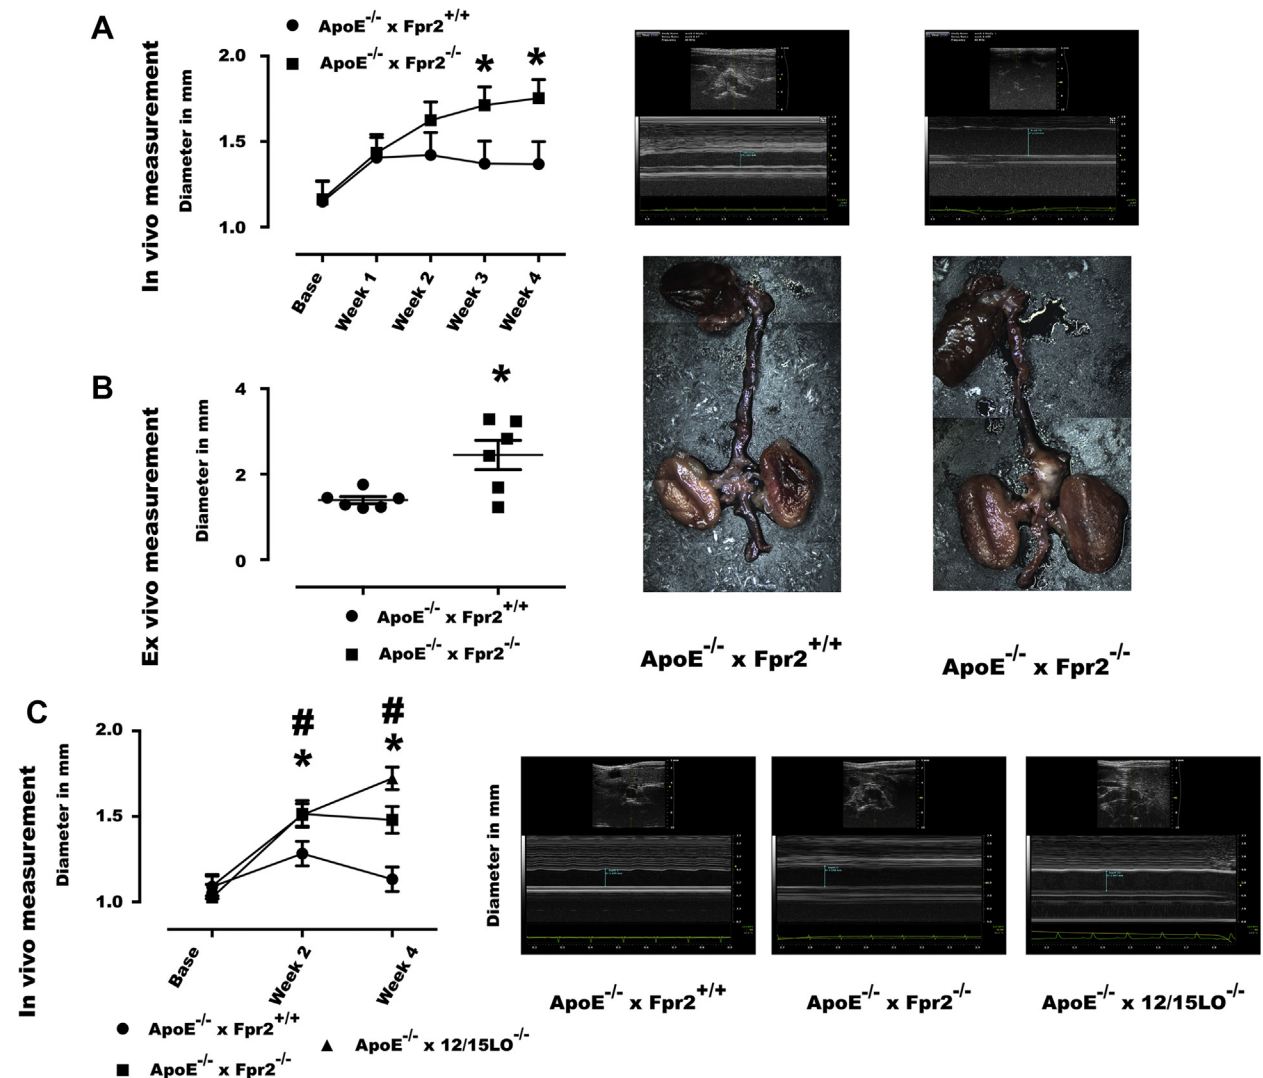 A
ApoE-/- x Fpr2+/+
ApoE-/- x Fpr2-/-
In vivo measurement
Diameter in mm
2.0
1.5
1.0
* *
Base
Week 1
Week 2
Week 3
Week 4
B
Ex vivo measurement
Diameter in mm
4
2
0
*
ApoE-/- x Fpr2+/+
ApoE-/- x Fpr2-/-
ApoE-/- x Fpr2+/+
ApoE-/- x Fpr2-/-
C
In vivo measurement
Diameter in mm
2.0
1.5
1.0
# #
* *
Base
Week 2
Week 4
ApoE-/- x Fpr2+/+
ApoE-/- x Fpr2-/-
ApoE-/- x 12/15LO-/-
Diameter in mm
ApoE-/- x Fpr2+/+
ApoE-/- x Fpr2-/-
ApoE-/- x 12/15LO-/-